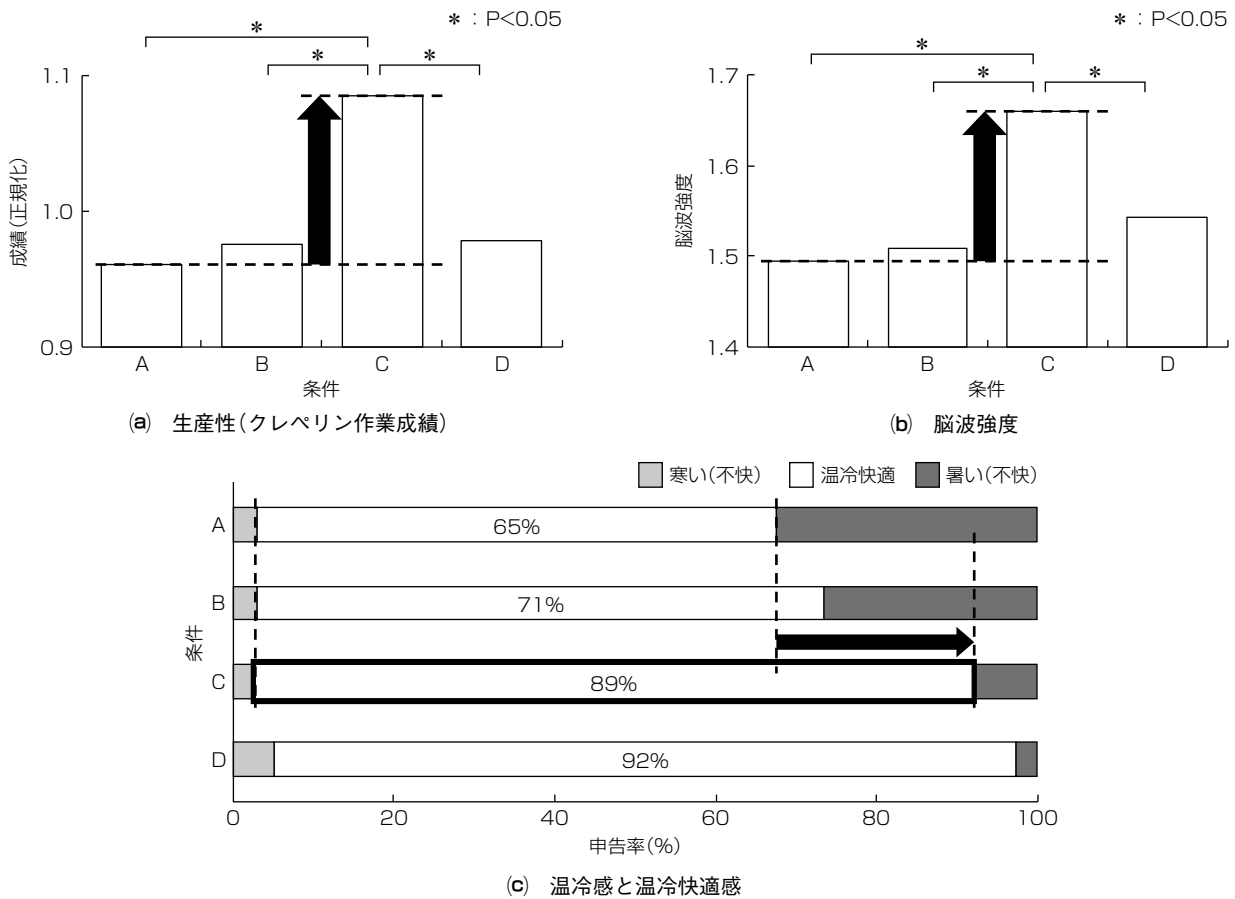 *：P<0.05
1.1
1.0
0.9
成績（正規化）
A B C D
条件
(a) 生産性（クレペリン作業成績）
*
*
*
*：P<0.05
1.7
1.6
1.5
1.4
脳波強度
A B C D
条件
(b) 脳波強度
*
*
*
寒い（不快） 温冷快適 暑い（不快）
条件
A 65%
B 71%
C 89%
D 92%
0 20 40 60 80 100
申告率（%）
(c) 温冷感と温冷快適感